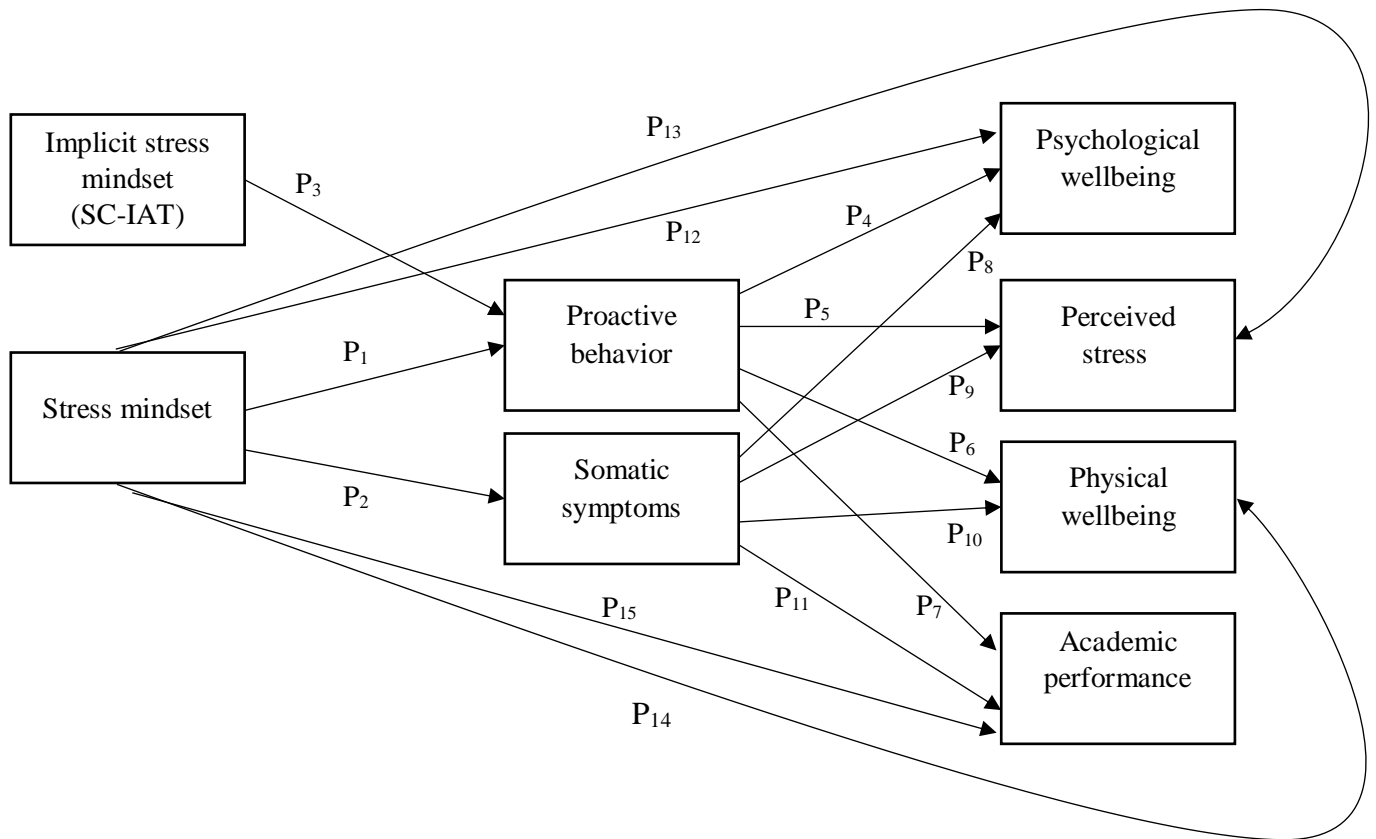 Implicit stress
mindset
(SC-IAT)
Stress mindset
P₃
P₁
P₂
P₁₃
P₁₂
Proactive
behavior
Somatic
symptoms
P₄
P₈
P₅
P₉
P₆
P₁₀
P₇
P₁₁
P₁₅
P₁₄
Psychological
wellbeing
Perceived
stress
Physical
wellbeing
Academic
performance